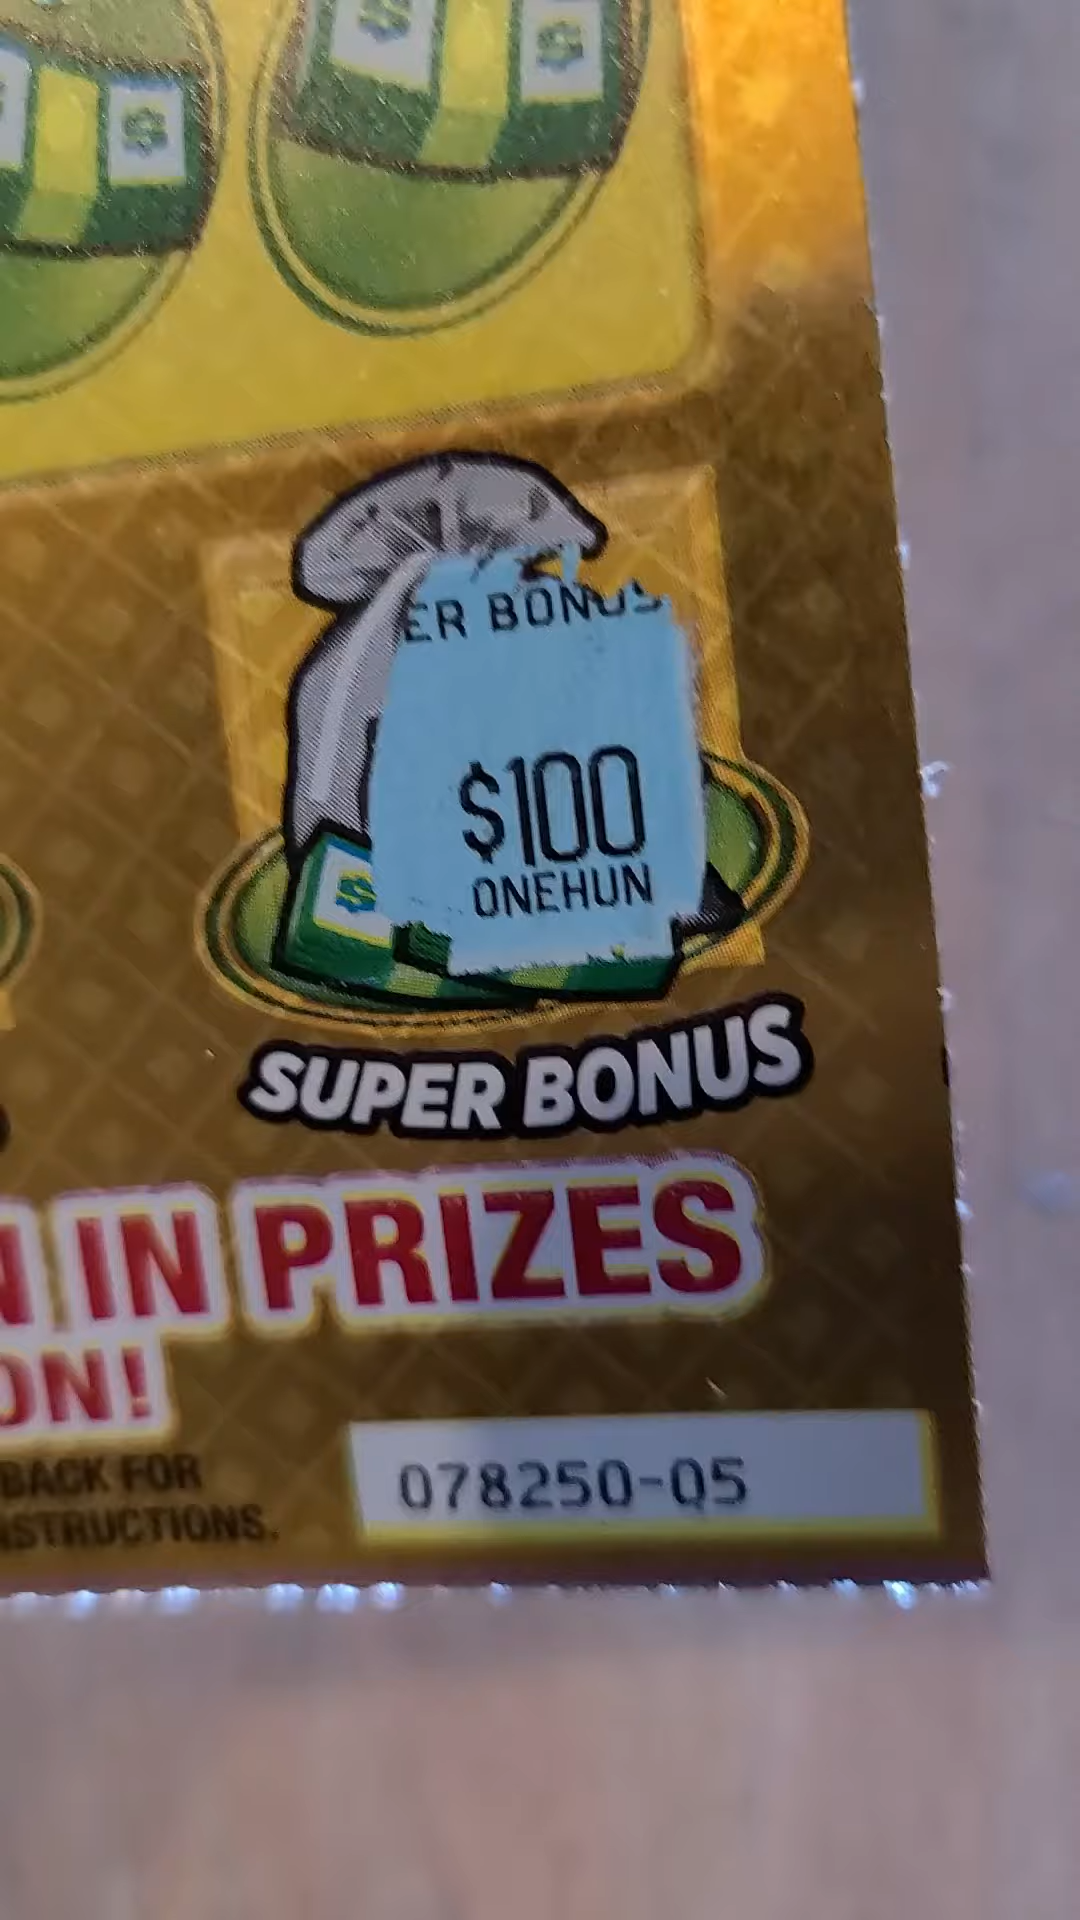 $
$
$
ER BONUS
$100
ONEHUN
$
SUPER BONUS
IN PRIZES
ON!
BACK FOR
NSTRUCTIONS.
078250-05